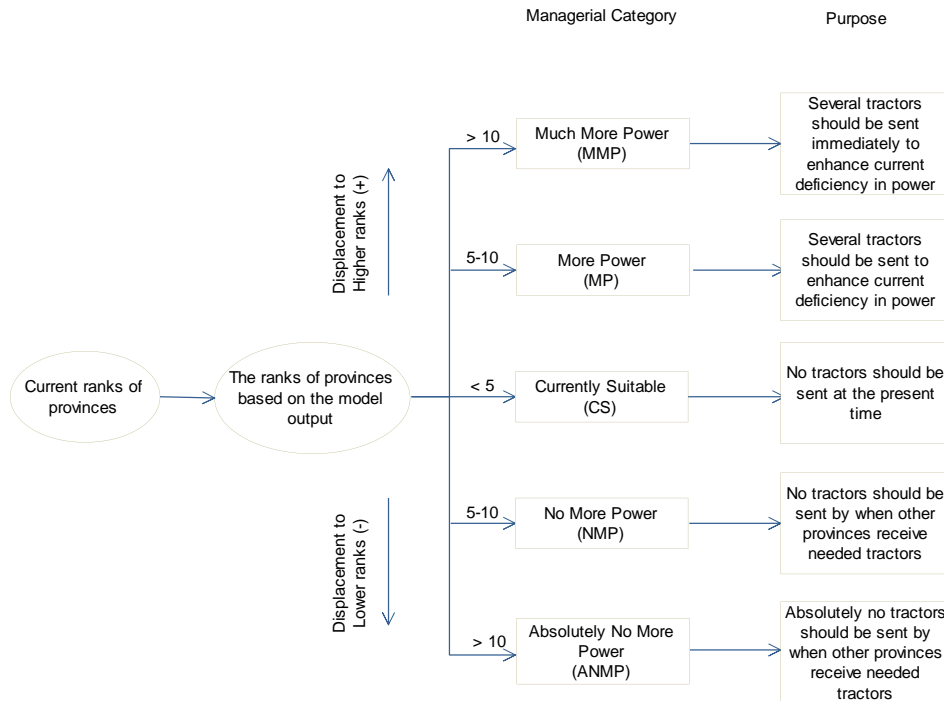 Managerial Category
Purpose
Current ranks of
provinces
The ranks of provinces
based on the model
output
Displacement to
Higher ranks (+)
Displacement to
Lower ranks (-)
> 10
Much More Power
(MMP)
Several tractors
should be sent
immediately to
enhance current
deficiency in power
5-10
More Power
(MP)
Several tractors
should be sent to
enhance current
deficiency in power
< 5
Currently Suitable
(CS)
No tractors should be
sent at the present
time
5-10
No More Power
(NMP)
No tractors should be
sent by when other
provinces receive
needed tractors
> 10
Absolutely No More
Power
(ANMP)
Absolutely no tractors
should be sent by
when other provinces
receive needed
tractors